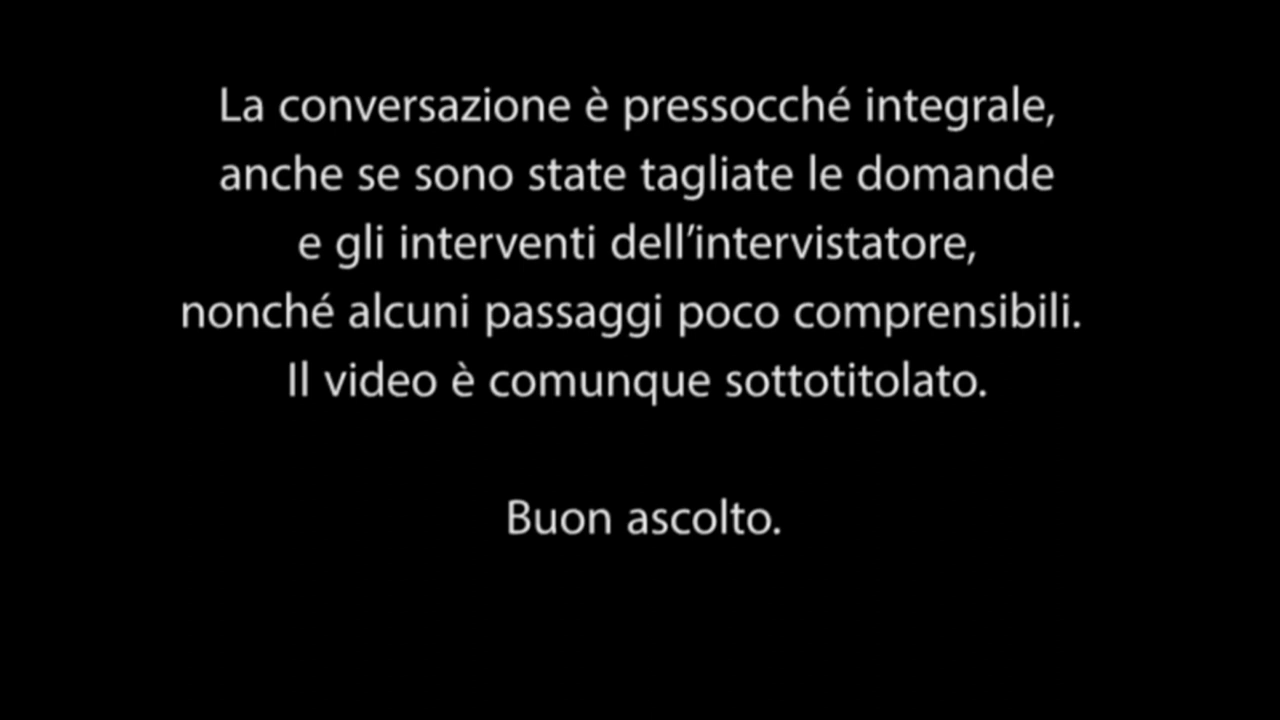 La conversazione è pressocché integrale,
anche se sono state tagliate le domande
e gli interventi dell’intervistatore,
nonché alcuni passaggi poco comprensibili.
Il video è comunque sottotitolato.
Buon ascolto.